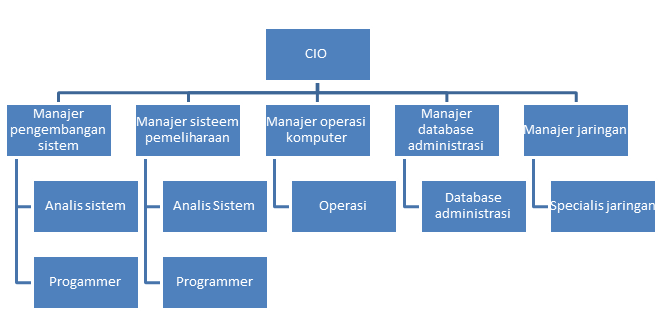 CIO
Manajer
pengembangan
sistem
Manajer sisteem
pemeliharaan
Manajer operasi
komputer
Manajer
database
administrasi
Manajer jaringan
Analis sistem
Analis Sistem
Operasi
Database
administrasi
Specialis jaringan
Progammer
Programmer